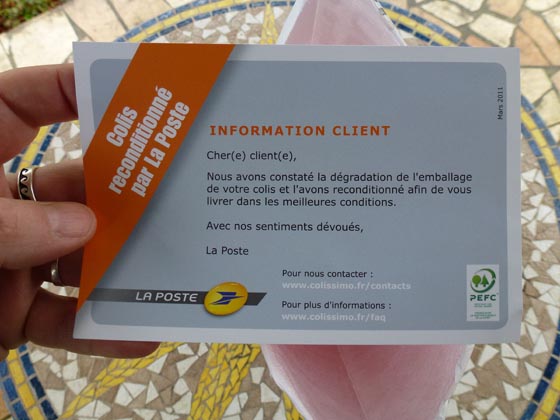 Colis
reconditionné
par La Poste
Mars 2011
INFORMATION CLIENT
Cher(e) client(e),
Nous avons constaté la dégradation de l'emballage
de votre colis et l'avons reconditionné afin de vous
livrer dans les meilleures conditions.
Avec nos sentiments dévoués,
La Poste
Pour nous contacter :
www.colissimo.fr/contacts
Pour plus d'informations :
www.colissimo.fr/faq
LA POSTE
PEFC